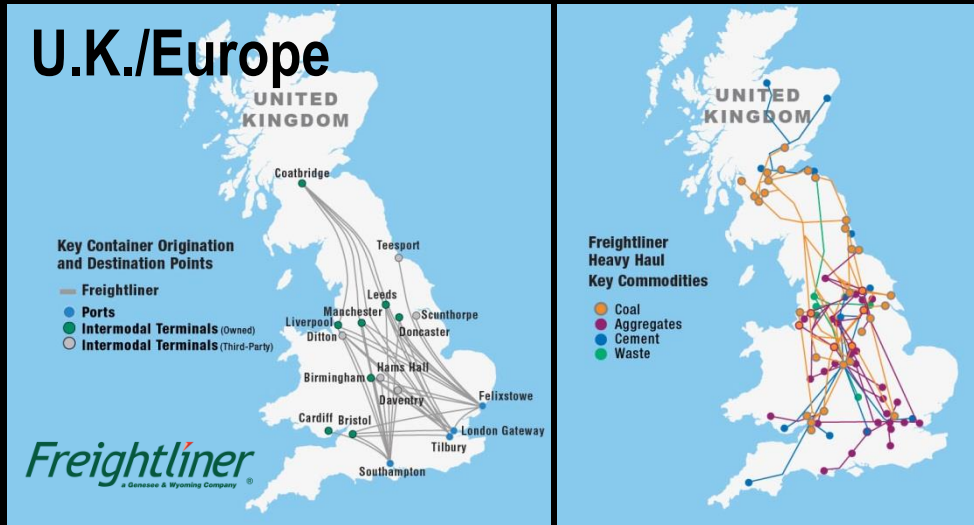 U.K./Europe
UNITED
KINGDOM
Coatbridge
Key Container Origination
and Destination Points
Freightliner
Ports
Intermodal Terminals (Owned)
Intermodal Terminals (Third-Party)
Teesport
Leeds
Manchester
Scunthorpe
Liverpool
Doncaster
Ditton
Hams Hall
Birmingham
Daventry
Felixstowe
Cardiff
Bristol
London Gateway
Tilbury
Southampton
Freightliner
a Genesee & Wyoming Company ®
UNITED
KINGDOM
Freightliner
Heavy Haul
Key Commodities
Coal
Aggregates
Cement
Waste